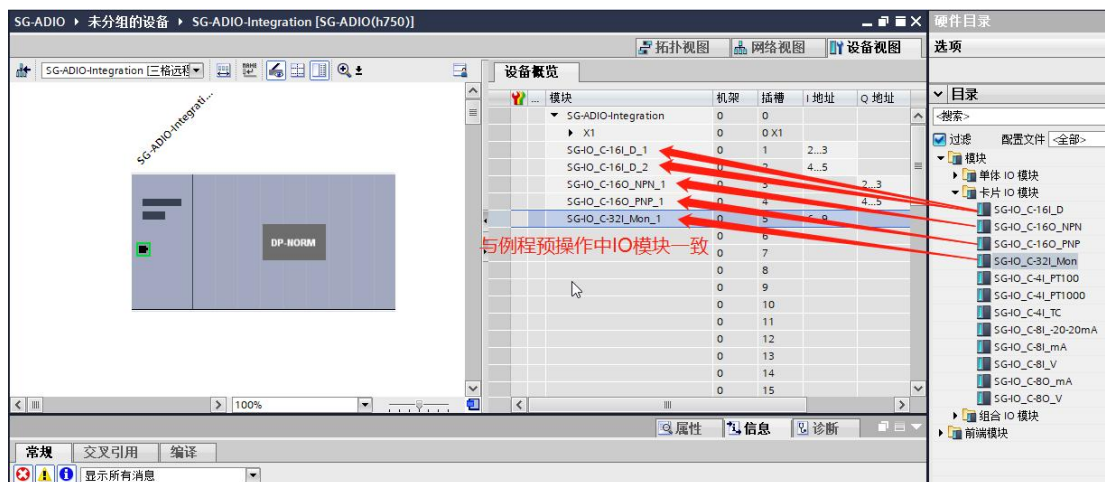 SG-ADIO ▸ 未分组的设备 ▸ SG-ADIO-Integration [SG-ADIO(h750)]
硬件目录
拓扑视图 网络视图 设备视图
选项
SG-ADIO-Integration [三格远程
设备概览
目录
... 模块 机架 插槽 I 地址 Q 地址
<搜索>
SG-ADIO-Integrati...
SG-ADIO-Integration 0 0
X1 0 0 X1
过滤 配置文件 <全部>
SG-IO_C-16I_D_1 0 1 2...3
模块
SG-IO_C-16I_D_2 0 2 4...5
单体 IO 模块
SG-IO_C-16O_NPN_1 0 3 2...3
卡片 IO 模块
SG-IO_C-16O_PNP_1 0 4 4...5
SG-IO_C-16I_D
SG-IO_C-32I_Mon_1 0 5 6...9
SG-IO_C-16O_NPN
DP-NORM
0 6
SG-IO_C-16O_PNP
与例程预操作中IO模块一致
0 7
SG-IO_C-32I_Mon
0 8
SG-IO_C-4I_PT100
0 9
SG-IO_C-4I_PT1000
0 10
SG-IO_C-4I_TC
0 11
SG-IO_C-8I_-20-20mA
0 12
SG-IO_C-8I_mA
0 13
SG-IO_C-8I_V
0 14
SG-IO_C-8O_mA
0 15
SG-IO_C-8O_V
100%
组合 IO 模块
属性 信息 诊断
前端模块
常规 交叉引用 编译
显示所有消息